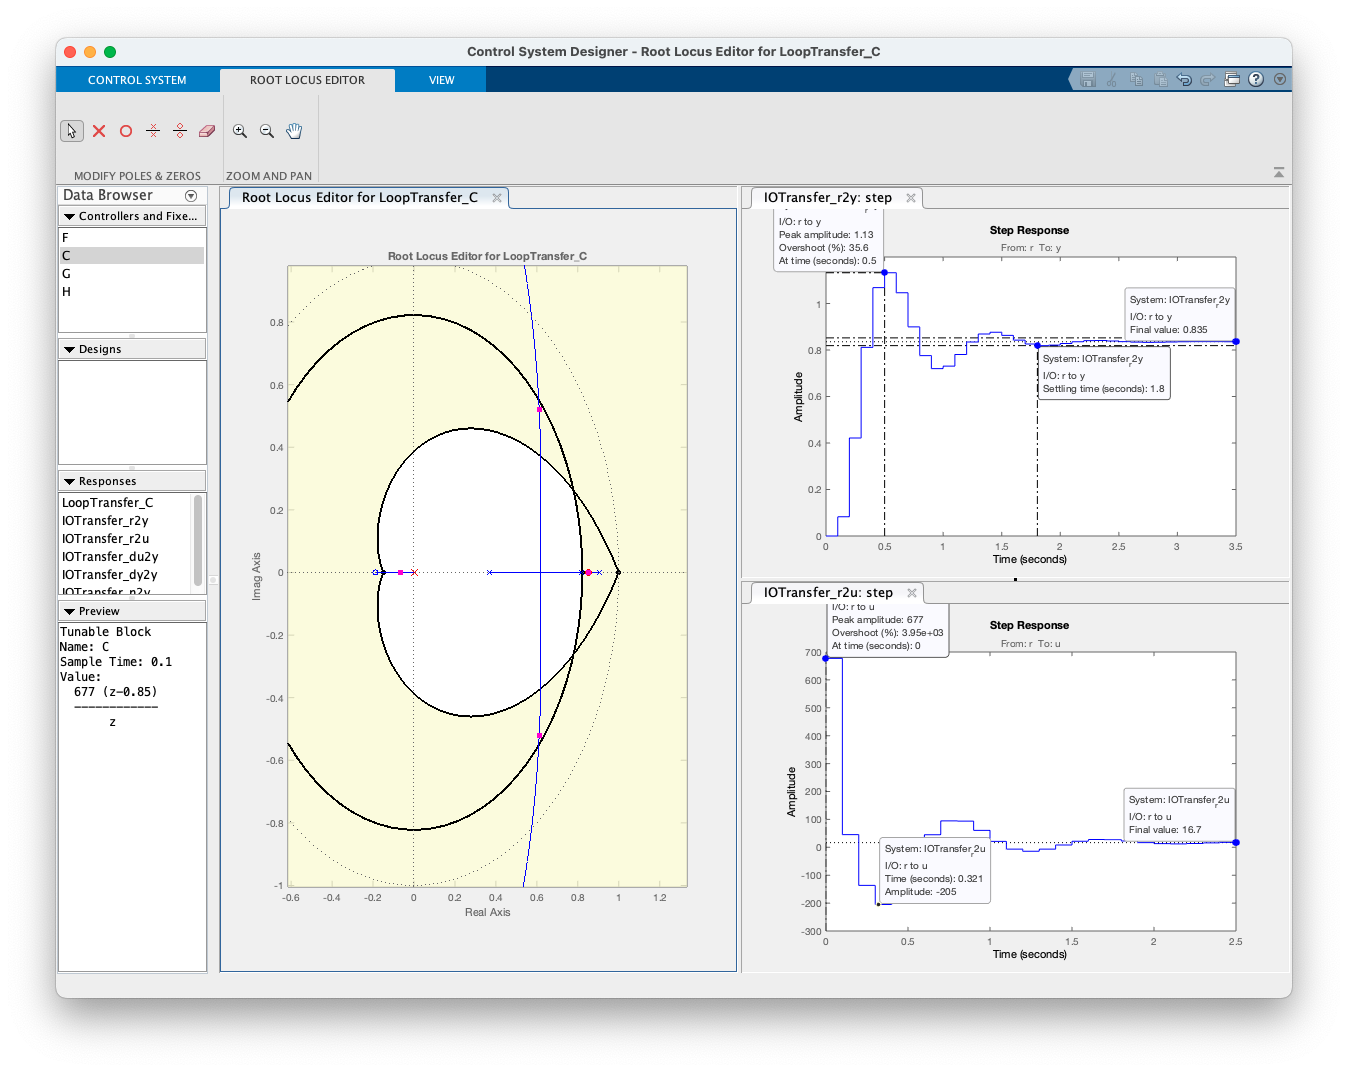 Control System Designer - Root Locus Editor for LoopTransfer_C
CONTROL SYSTEM
ROOT LOCUS EDITOR
VIEW
MODIFY POLES & ZEROS
ZOOM AND PAN
Data Browser
Controllers and Fixe...
F
C
G
H
Designs
Responses
LoopTransfer_C
IOTransfer_r2y
IOTransfer_r2u
IOTransfer_du2y
IOTransfer_dy2y
IOTransfer_n2y
Preview
Tunable Block
Name: C
Sample Time: 0.1
Value:
677 (z-0.85)
------------
z
Root Locus Editor for LoopTransfer_C
Root Locus Editor for LoopTransfer_C
0.8
0.6
0.4
0.2
0
-0.2
-0.4
-0.6
-0.8
-1
Imag Axis
-0.6 -0.4 -0.2 0 0.2 0.4 0.6 0.8 1 1.2
Real Axis
IOTransfer_r2y: step
I/O: r to y
Peak amplitude: 1.13
Overshoot (%): 35.6
At time (seconds): 0.5
Step Response
From: r To: y
System: IOTransfer_r2y
I/O: r to y
Final value: 0.835
System: IOTransfer_r2y
I/O: r to y
Settling time (seconds): 1.8
1
0.8
0.6
0.4
0.2
0
Amplitude
0 0.5 1 1.5 2 2.5 3 3.5
Time (seconds)
IOTransfer_r2u: step
I/O: r to u
Peak amplitude: 677
Overshoot (%): 3.95e+03
At time (seconds): 0
Step Response
From: r To: u
System: IOTransfer_r2u
I/O: r to u
Final value: 16.7
System: IOTransfer_r2u
I/O: r to u
Time (seconds): 0.321
Amplitude: -205
700
600
500
400
300
200
100
0
-100
-200
-300
Amplitude
0 0.5 1 1.5 2 2.5
Time (seconds)